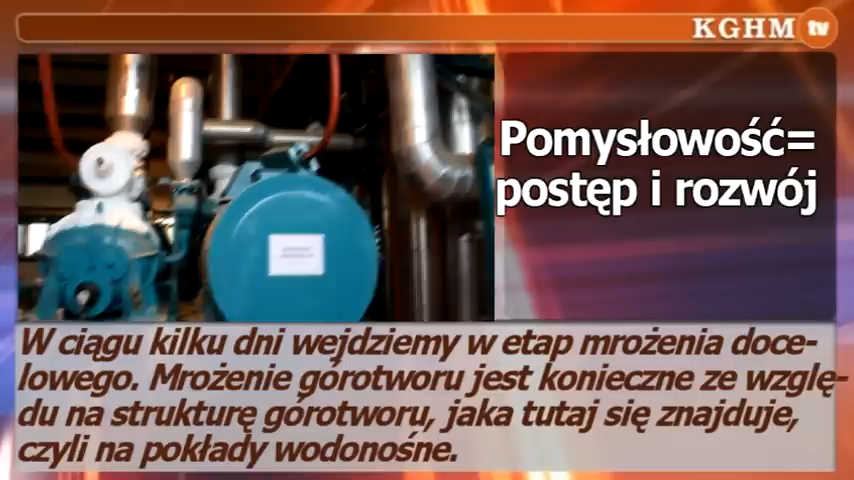 KGHM tv
Pomysłowość=
postęp i rozwój
W ciągu kilku dni wejdziemy w etap mrożenia doce-
lowego. Mrożenie górotworu jest konieczne ze wzglę-
du na strukturę górotworu, jaka tutaj się znajduje,
czyli na pokłady wodonośne.